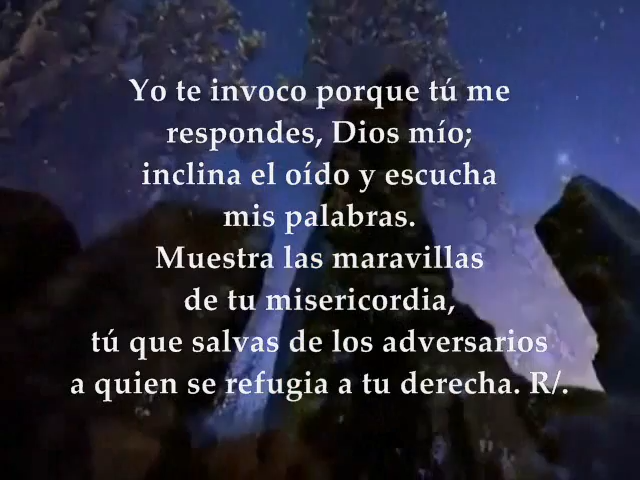 Yo te invoco porque tú me
respondes, Dios mío;
inclina el oído y escucha
mis palabras.
Muestra las maravillas
de tu misericordia,
tú que salvas de los adversarios
a quien se refugia a tu derecha. R/.